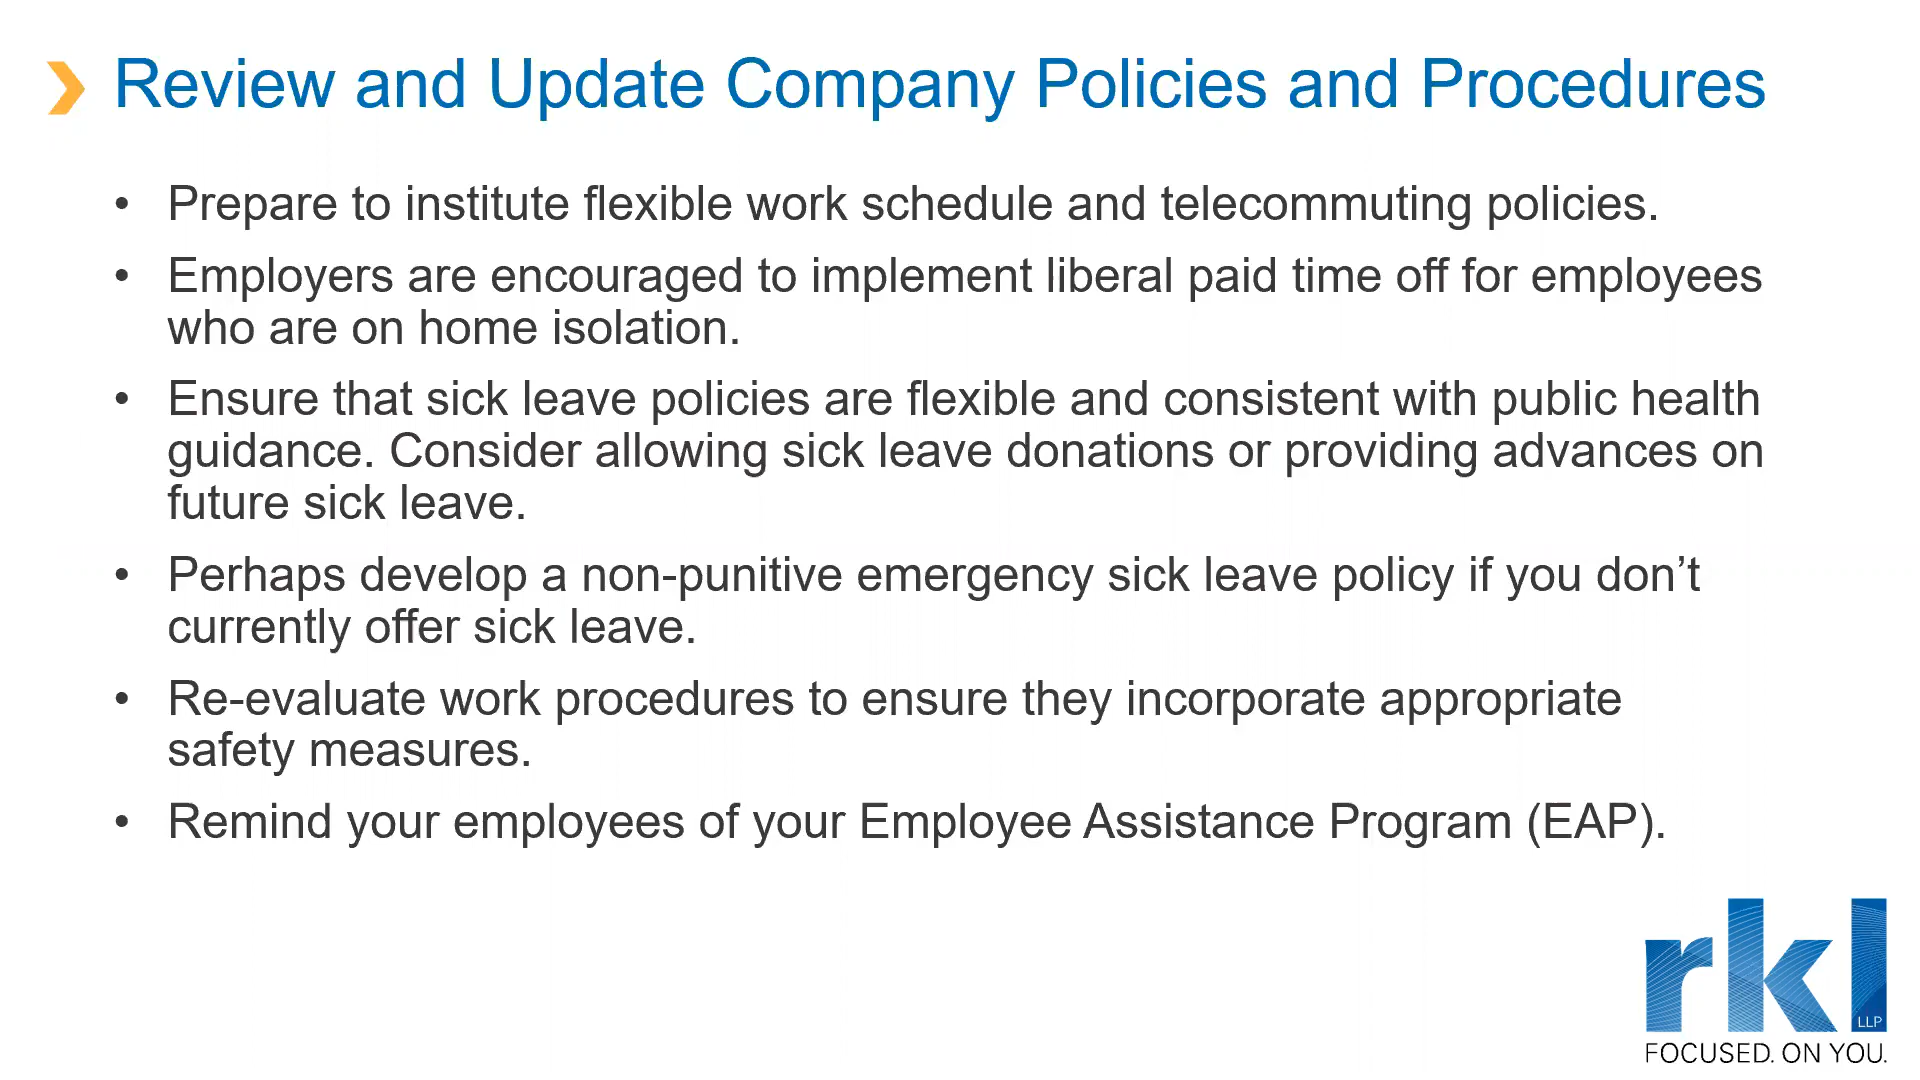 Review and Update Company Policies and Procedures
• Prepare to institute flexible work schedule and telecommuting policies.
• Employers are encouraged to implement liberal paid time off for employees
who are on home isolation.
• Ensure that sick leave policies are flexible and consistent with public health
guidance. Consider allowing sick leave donations or providing advances on
future sick leave.
• Perhaps develop a non-punitive emergency sick leave policy if you don’t
currently offer sick leave.
• Re-evaluate work procedures to ensure they incorporate appropriate
safety measures.
• Remind your employees of your Employee Assistance Program (EAP).
rkl
LLP
FOCUSED. ON YOU.